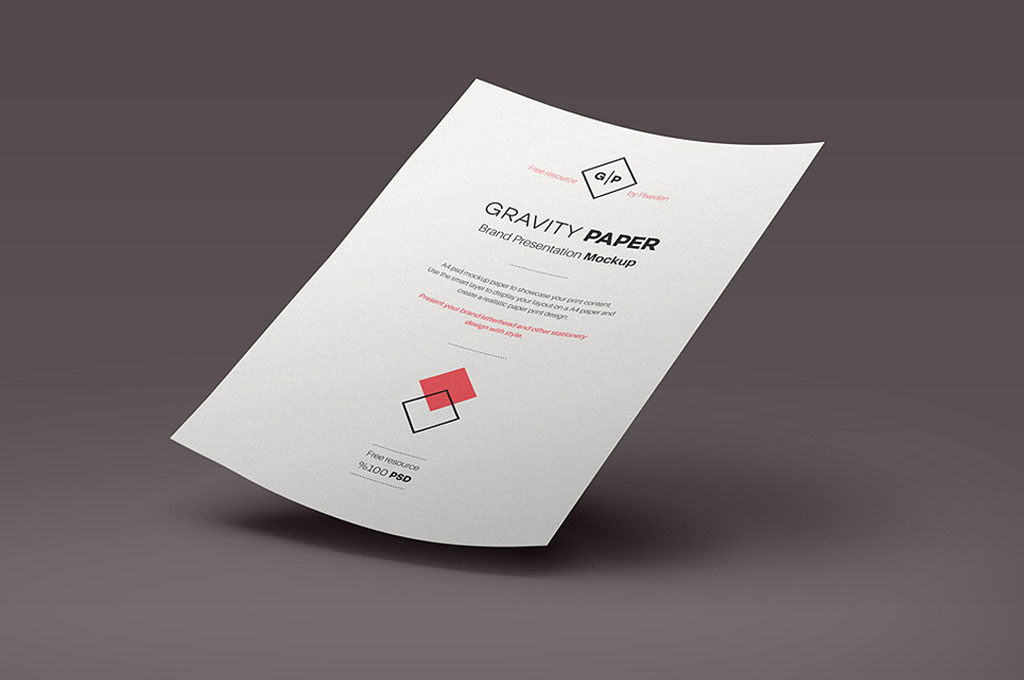 Free resource G|P by Pixeden
GRAVITY PAPER
Brand Presentation Mockup
A4 psd mockup paper to showcase your print content.
Use the smart layer to display your layout on a A4 paper and
create a realistic paper print design.
Present your brand letterhead and other stationery
design with style.
Free resource
%100 PSD